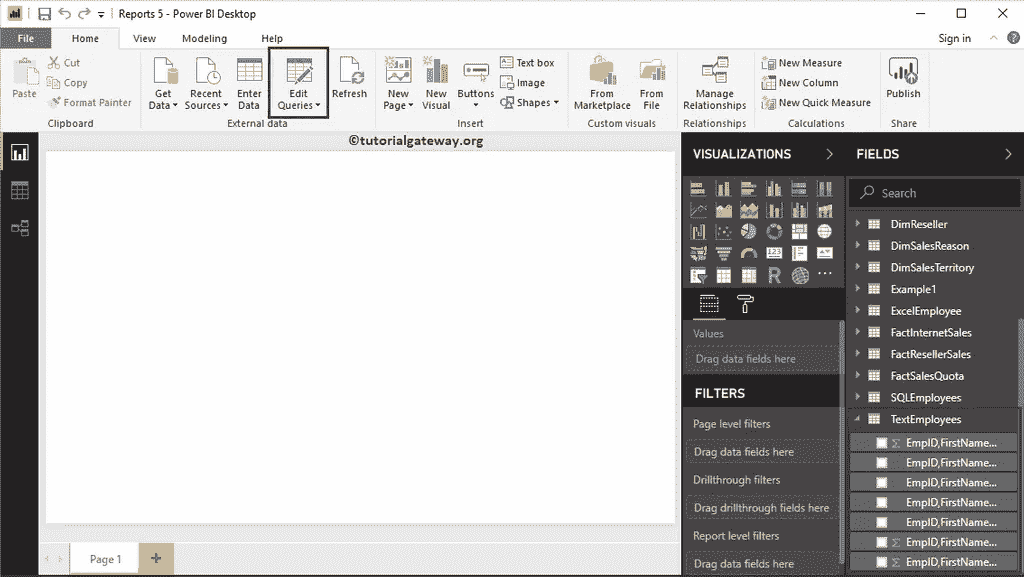 Reports 5 - Power BI Desktop
File Home View Modeling Help Sign in
Paste
Cut
Copy
Format Painter
Clipboard
Get Data
Recent Sources
Enter Data
Edit Queries
Refresh
External data
New Page
New Visual
Buttons
Text box
Image
Shapes
Insert
From Marketplace
From File
Custom visuals
Manage Relationships
Relationships
New Measure
New Column
New Quick Measure
Calculations
Publish
Share
©tutorialgateway.org
VISUALIZATIONS
123
R
Values
Drag data fields here
FILTERS
Page level filters
Drag data fields here
Drillthrough filters
Drag drillthrough fields here
Report level filters
Drag data fields here
FIELDS
Search
DimReseller
DimSalesReason
DimSalesTerritory
Example1
ExcelEmployee
FactInternetSales
FactResellerSales
FactSalesQuota
SQLEmployees
TextEmployees
Σ EmpID,FirstName...
EmpID,FirstName...
EmpID,FirstName...
EmpID,FirstName...
EmpID,FirstName...
Σ EmpID,FirstName...
Σ EmpID,FirstName...
Page 1